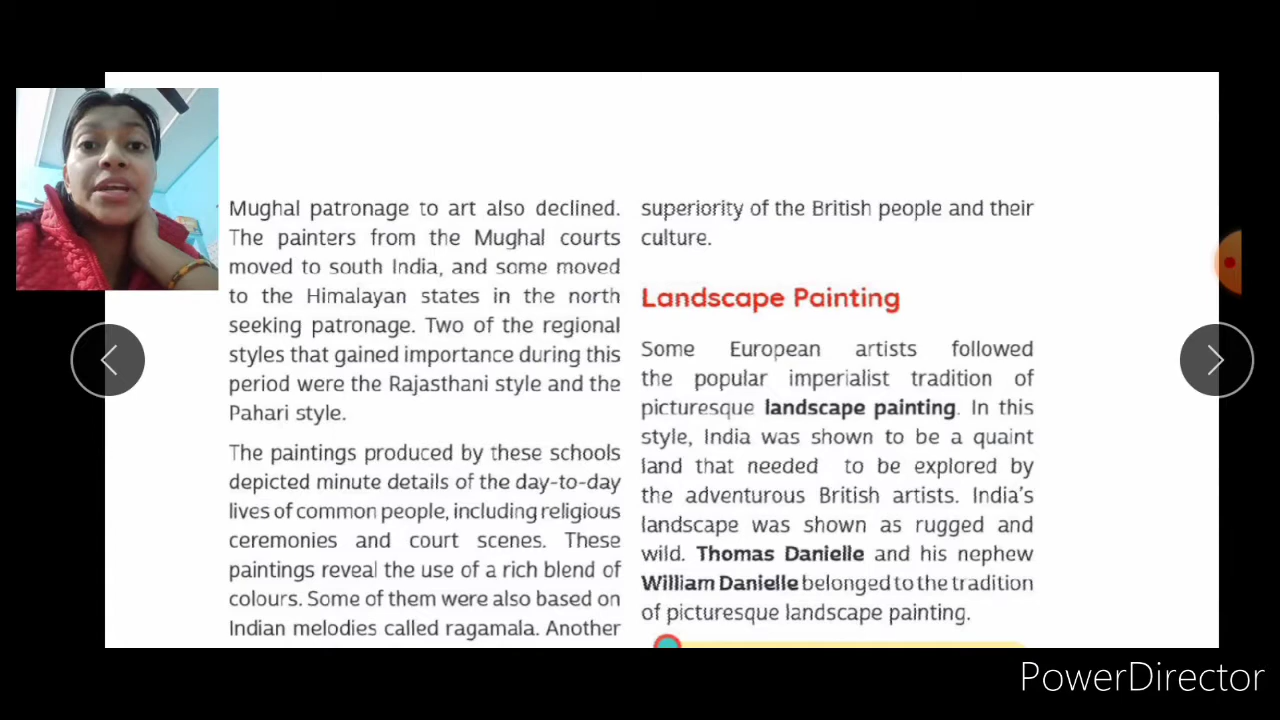 Mughal patronage to art also declined.
The painters from the Mughal courts
moved to south India, and some moved
to the Himalayan states in the north
seeking patronage. Two of the regional
styles that gained importance during this
period were the Rajasthani style and the
Pahari style.
The paintings produced by these schools
depicted minute details of the day-to-day
lives of common people, including religious
ceremonies and court scenes. These
paintings reveal the use of a rich blend of
colours. Some of them were also based on
Indian melodies called ragamala. Another
superiority of the British people and their
culture.
Landscape Painting
Some European artists followed
the popular imperialist tradition of
picturesque landscape painting. In this
style, India was shown to be a quaint
land that needed to be explored by
the adventurous British artists. India's
landscape was shown as rugged and
wild. Thomas Danielle and his nephew
William Danielle belonged to the tradition
of picturesque landscape painting.
PowerDirector